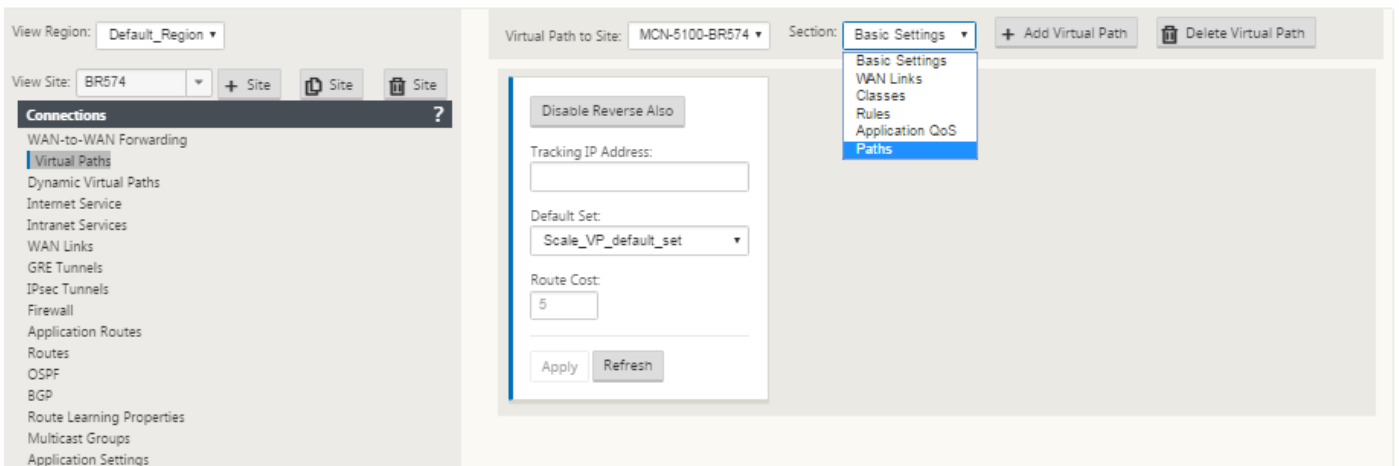 View Region: Default_Region
View Site: BR574 + Site Site Site
Connections ?
WAN-to-WAN Forwarding
Virtual Paths
Dynamic Virtual Paths
Internet Service
Intranet Services
WAN Links
GRE Tunnels
IPsec Tunnels
Firewall
Application Routes
Routes
OSPF
BGP
Route Learning Properties
Multicast Groups
Application Settings
Virtual Path to Site: MCN-5100-BR574 Section: Basic Settings + Add Virtual Path Delete Virtual Path
Basic Settings
WAN Links
Classes
Rules
Application QoS
Paths
Disable Reverse Also
Tracking IP Address:
Default Set:
Scale_VP_default_set
Route Cost:
5
Apply Refresh